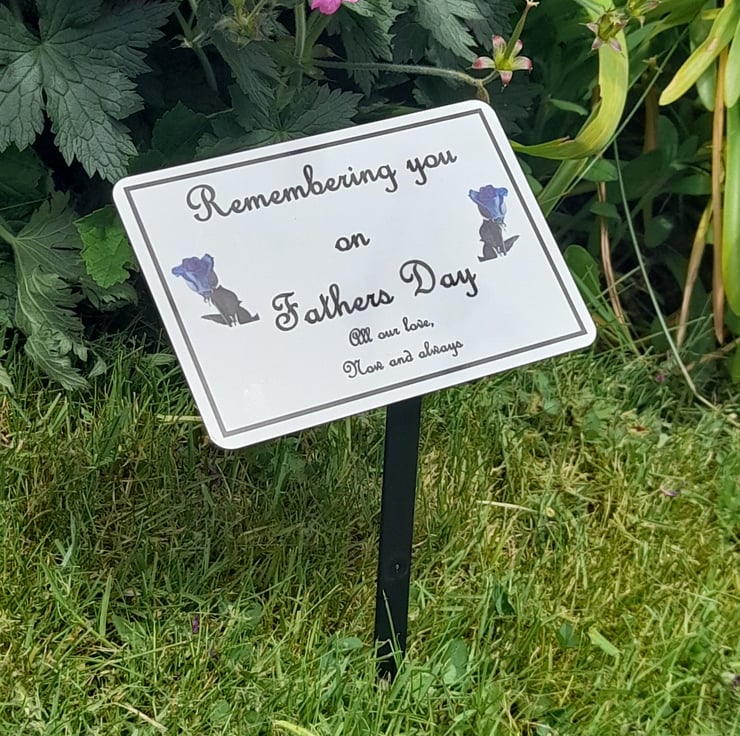 Remembering you
on
Fathers Day
All our love,
Now and always